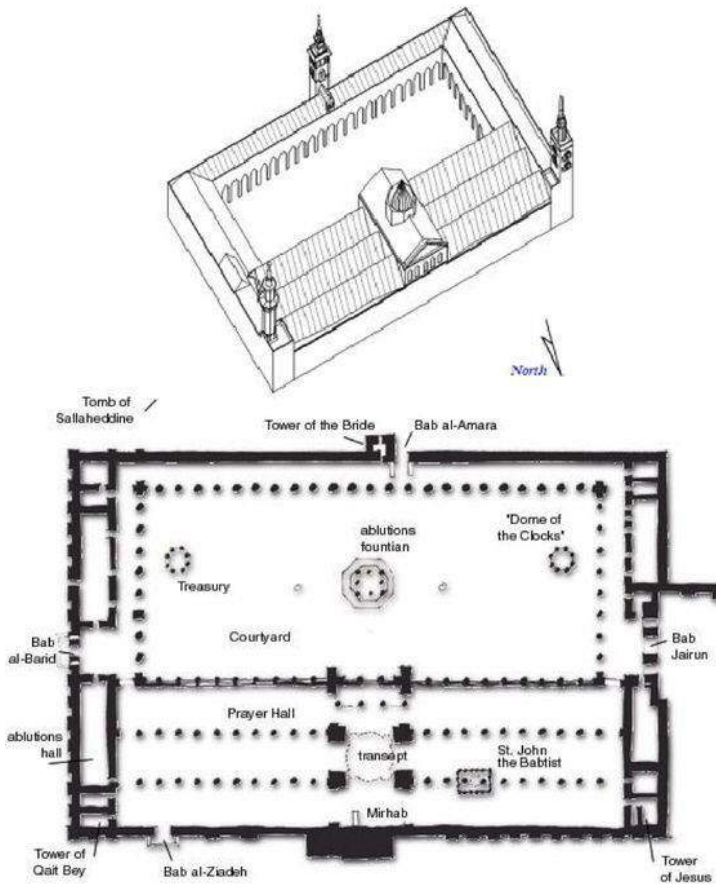 North
Tomb of
Sallaheddine
Tower of the Bride
Bab al-Amara
ablutions
fountian
"Dome of
the Clocks"
Treasury
Courtyard
Bab
al-Barid
Bab
Jairun
Prayer Hall
ablutions
hall
transept
St. John
the Babtist
Mirhab
Tower of
Qait Bey
Bab al-Ziadeh
Tower
of Jesus